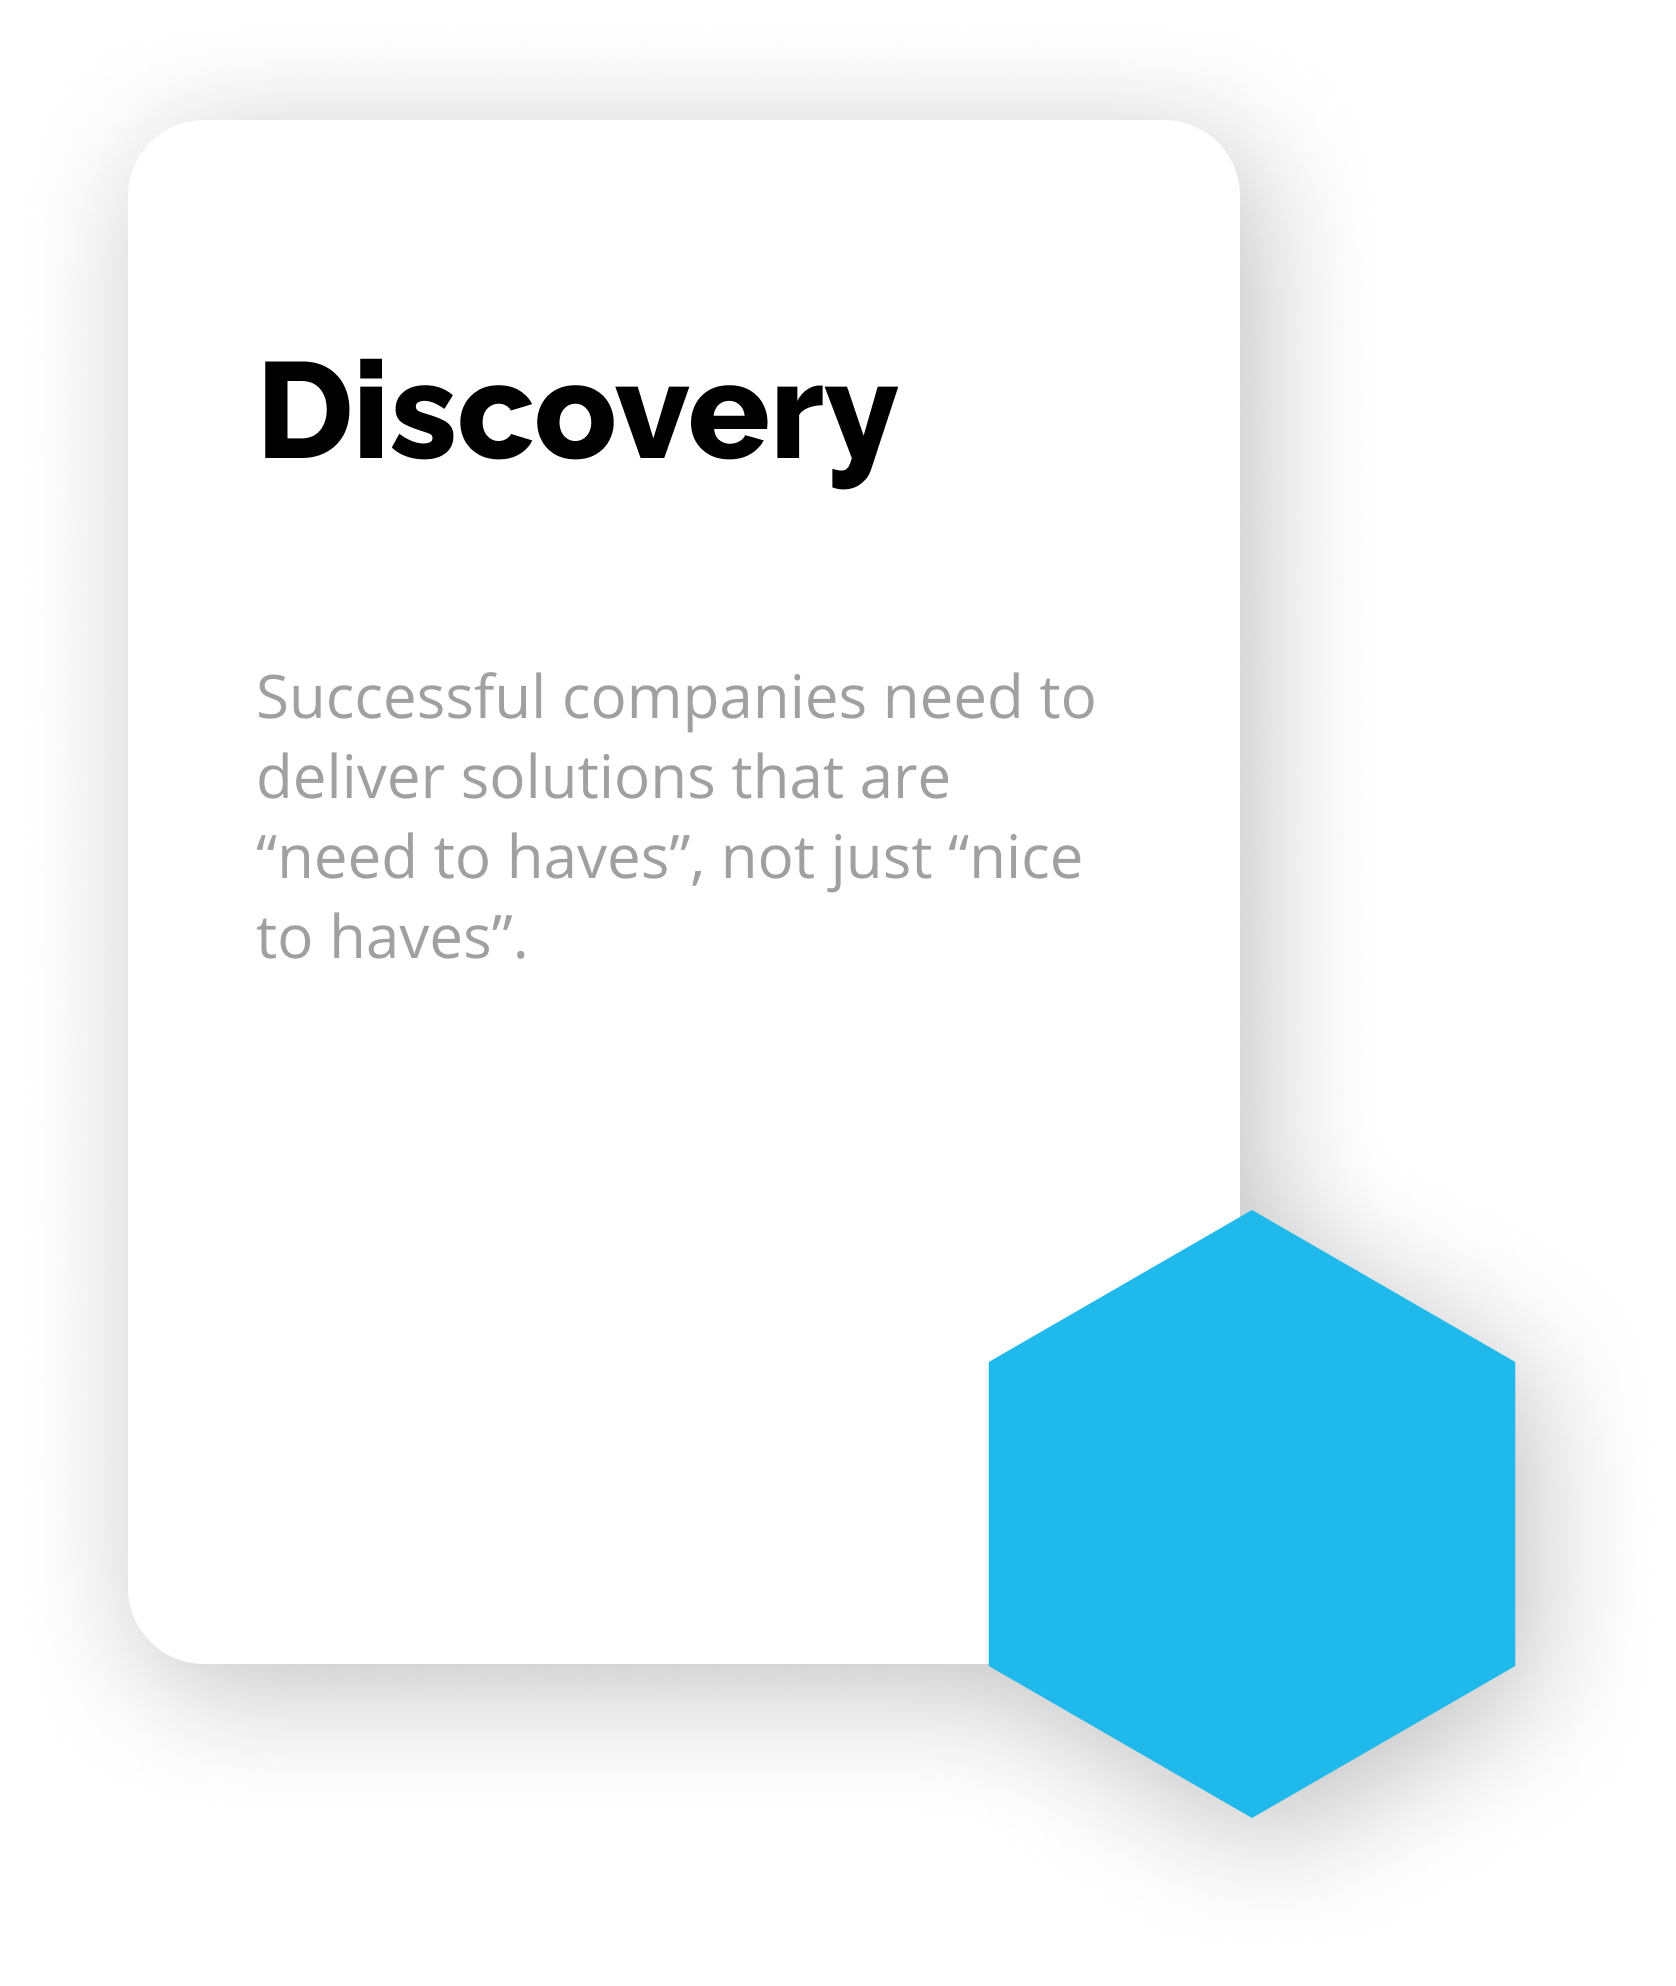 Discovery
Successful companies need to
deliver solutions that are
“need to haves”, not just “nice
to haves”.